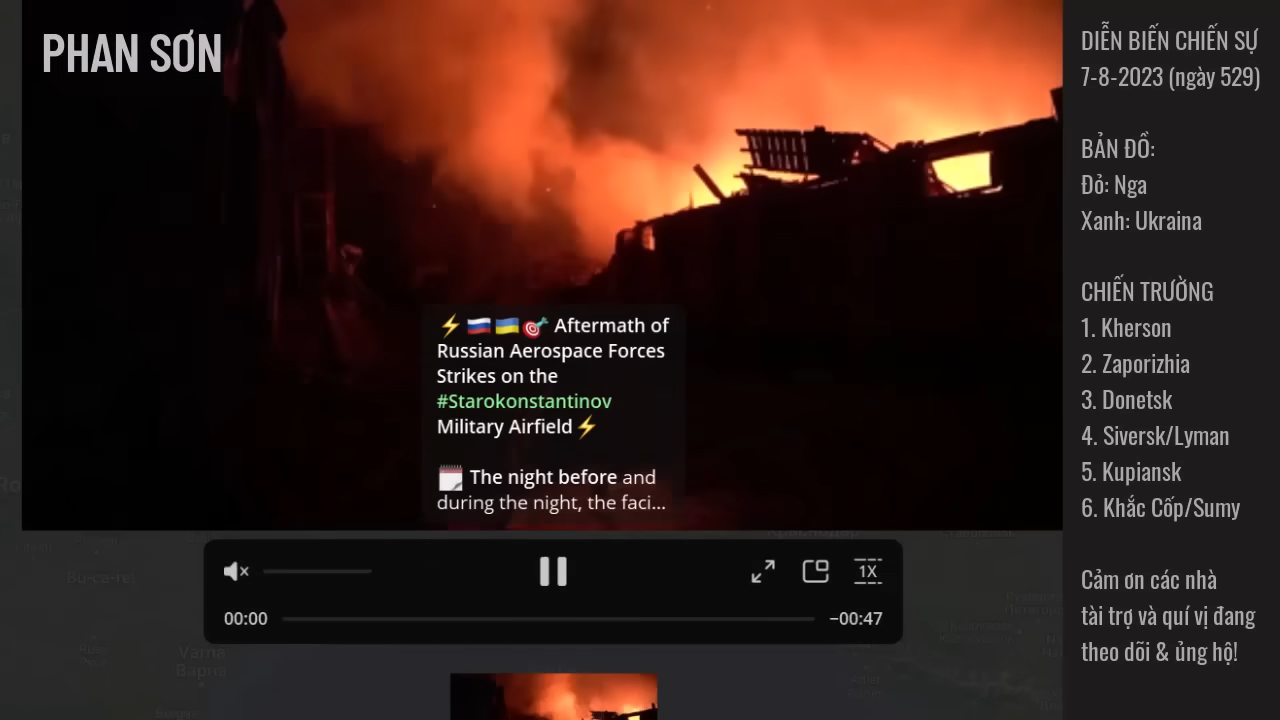 PHAN SƠN
DIỄN BIẾN CHIẾN SỰ
7-8-2023 (ngày 529)
BẢN ĐỒ:
Đỏ: Nga
Xanh: Ukraina
CHIẾN TRƯỜNG
1. Kherson
2. Zaporizhia
3. Donetsk
4. Siversk/Lyman
5. Kupiansk
6. Khắc Cốp/Sumy
Cảm ơn các nhà
tài trợ và quí vị đang
theo dõi & ủng hộ!
⚡🇷🇺🇺🇦🎯 Aftermath of
Russian Aerospace Forces
Strikes on the
#Starokonstantinov
Military Airfield⚡
🗓 The night before and
during the night, the faci...
1X
00:00
−00:47
Varna
Варна